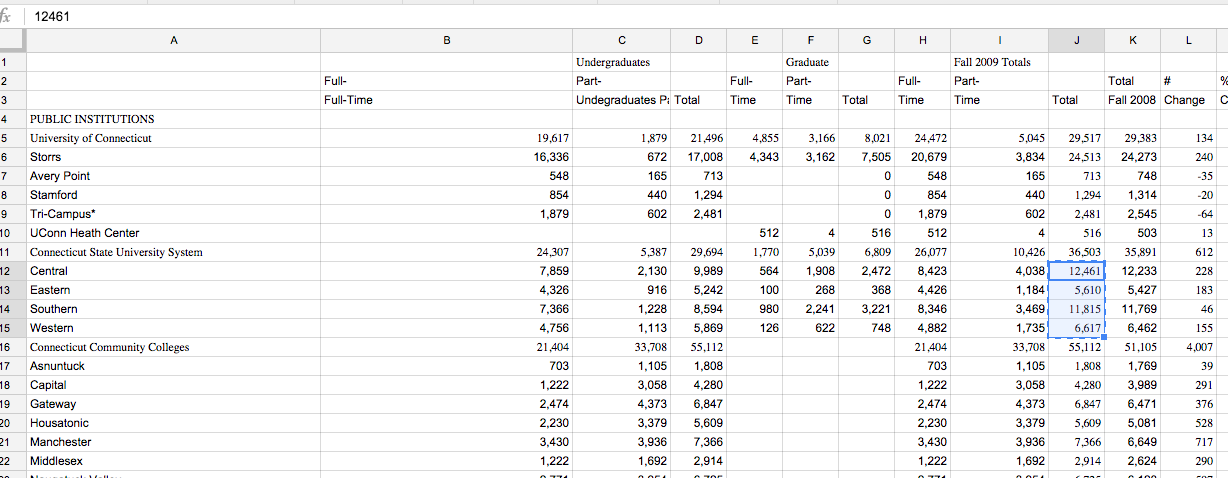 fx 12461
A B C D E F G H I J K L
1 Undergraduates Graduate Fall 2009 Totals
2 Full- Part- Full- Part- Full- Part- Total # %
3 Full-Time Undegraduates Pa Total Time Time Total Time Time Total Fall 2008 Change C
4 PUBLIC INSTITUTIONS
5 University of Connecticut 19,617 1,879 21,496 4,855 3,166 8,021 24,472 5,045 29,517 29,383 134
6 Storrs 16,336 672 17,008 4,343 3,162 7,505 20,679 3,834 24,513 24,273 240
7 Avery Point 548 165 713 0 548 165 713 748 -35
8 Stamford 854 440 1,294 0 854 440 1,294 1,314 -20
9 Tri-Campus* 1,879 602 2,481 0 1,879 602 2,481 2,545 -64
10 UConn Heath Center 512 4 516 512 4 516 503 13
11 Connecticut State University System 24,307 5,387 29,694 1,770 5,039 6,809 26,077 10,426 36,503 35,891 612
12 Central 7,859 2,130 9,989 564 1,908 2,472 8,423 4,038 12,461 12,233 228
13 Eastern 4,326 916 5,242 100 268 368 4,426 1,184 5,610 5,427 183
14 Southern 7,366 1,228 8,594 980 2,241 3,221 8,346 3,469 11,815 11,769 46
15 Western 4,756 1,113 5,869 126 622 748 4,882 1,735 6,617 6,462 155
16 Connecticut Community Colleges 21,404 33,708 55,112 21,404 33,708 55,112 51,105 4,007
17 Asnuntuck 703 1,105 1,808 703 1,105 1,808 1,769 39
18 Capital 1,222 3,058 4,280 1,222 3,058 4,280 3,989 291
19 Gateway 2,474 4,373 6,847 2,474 4,373 6,847 6,471 376
20 Housatonic 2,230 3,379 5,609 2,230 3,379 5,609 5,081 528
21 Manchester 3,430 3,936 7,366 3,430 3,936 7,366 6,649 717
22 Middlesex 1,222 1,692 2,914 1,222 1,692 2,914 2,624 290